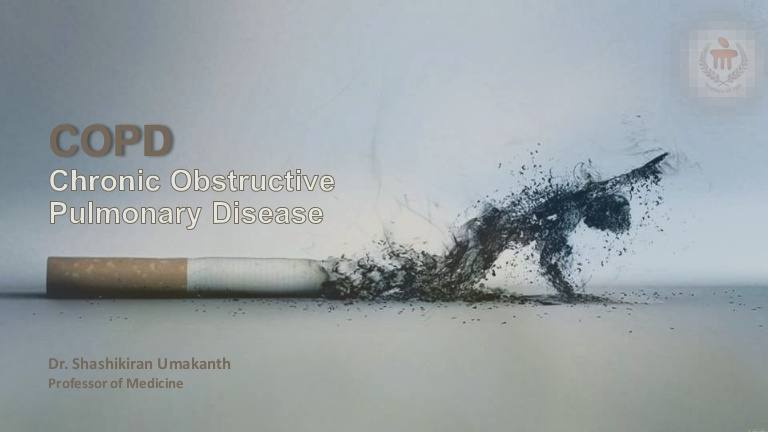 COPD
Chronic Obstructive
Pulmonary Disease
Dr. Shashikiran Umakanth
Professor of Medicine